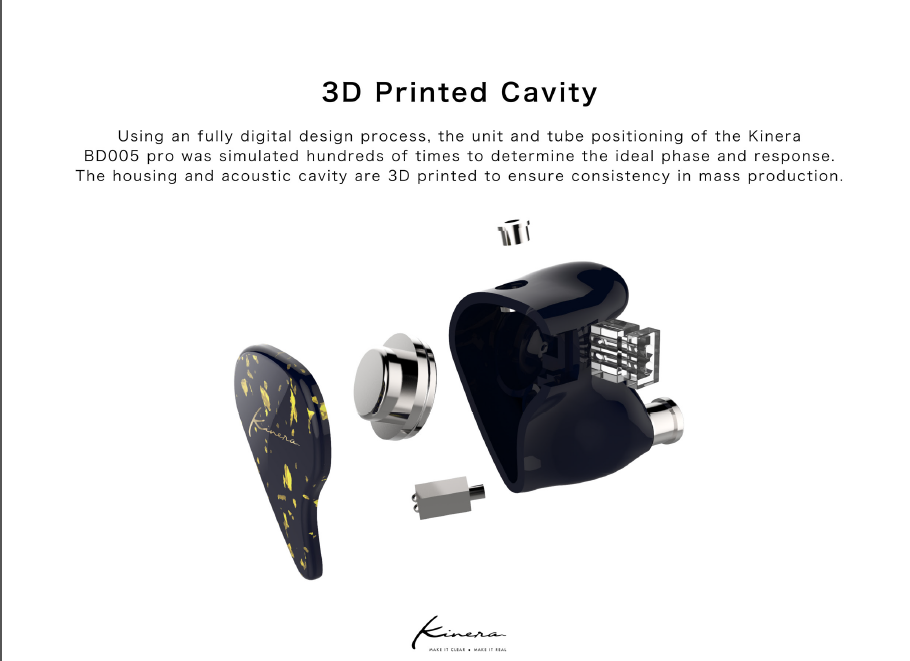 3D Printed Cavity
Using an fully digital design process, the unit and tube positioning of the Kinera
BD005 pro was simulated hundreds of times to determine the ideal phase and response.
The housing and acoustic cavity are 3D printed to ensure consistency in mass production.
Kinera
Kinera
MAKE IT CLEAR ● MAKE IT REAL